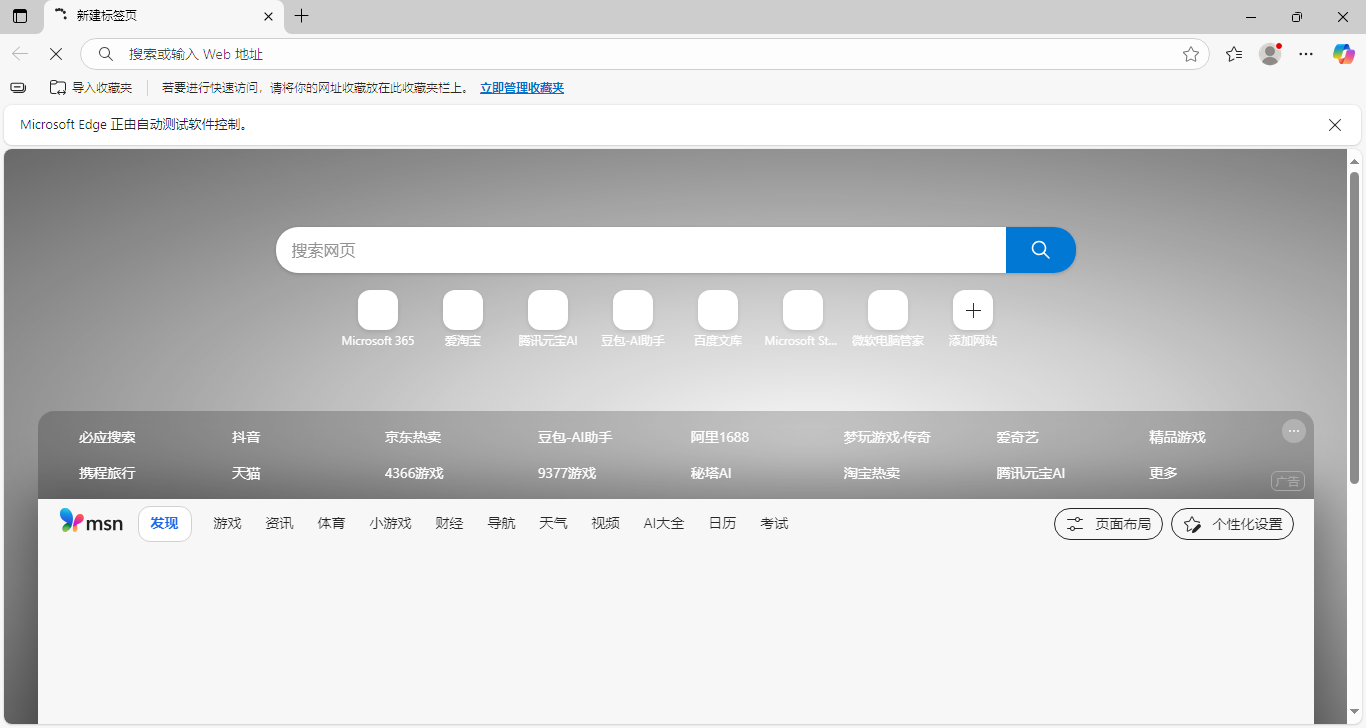 新建标签页
搜索或输入 Web 地址
导入收藏夹 若要进行快速访问，请将你的网址收藏放在此收藏夹栏上。 立即管理收藏夹
Microsoft Edge 正由自动测试软件控制。
搜索网页
Microsoft 365 爱淘宝 腾讯元宝AI 豆包-AI助手 百度文库 Microsoft St... 微软电脑管家 添加网站
必应搜索 抖音 京东热卖 豆包-AI助手 阿里1688 梦玩游戏·传奇 爱奇艺 精品游戏
携程旅行 天猫 4366游戏 9377游戏 秘塔AI 淘宝热卖 腾讯元宝AI 更多
广告
msn 发现 游戏 资讯 体育 小游戏 财经 导航 天气 视频 AI大全 日历 考试 页面布局 个性化设置